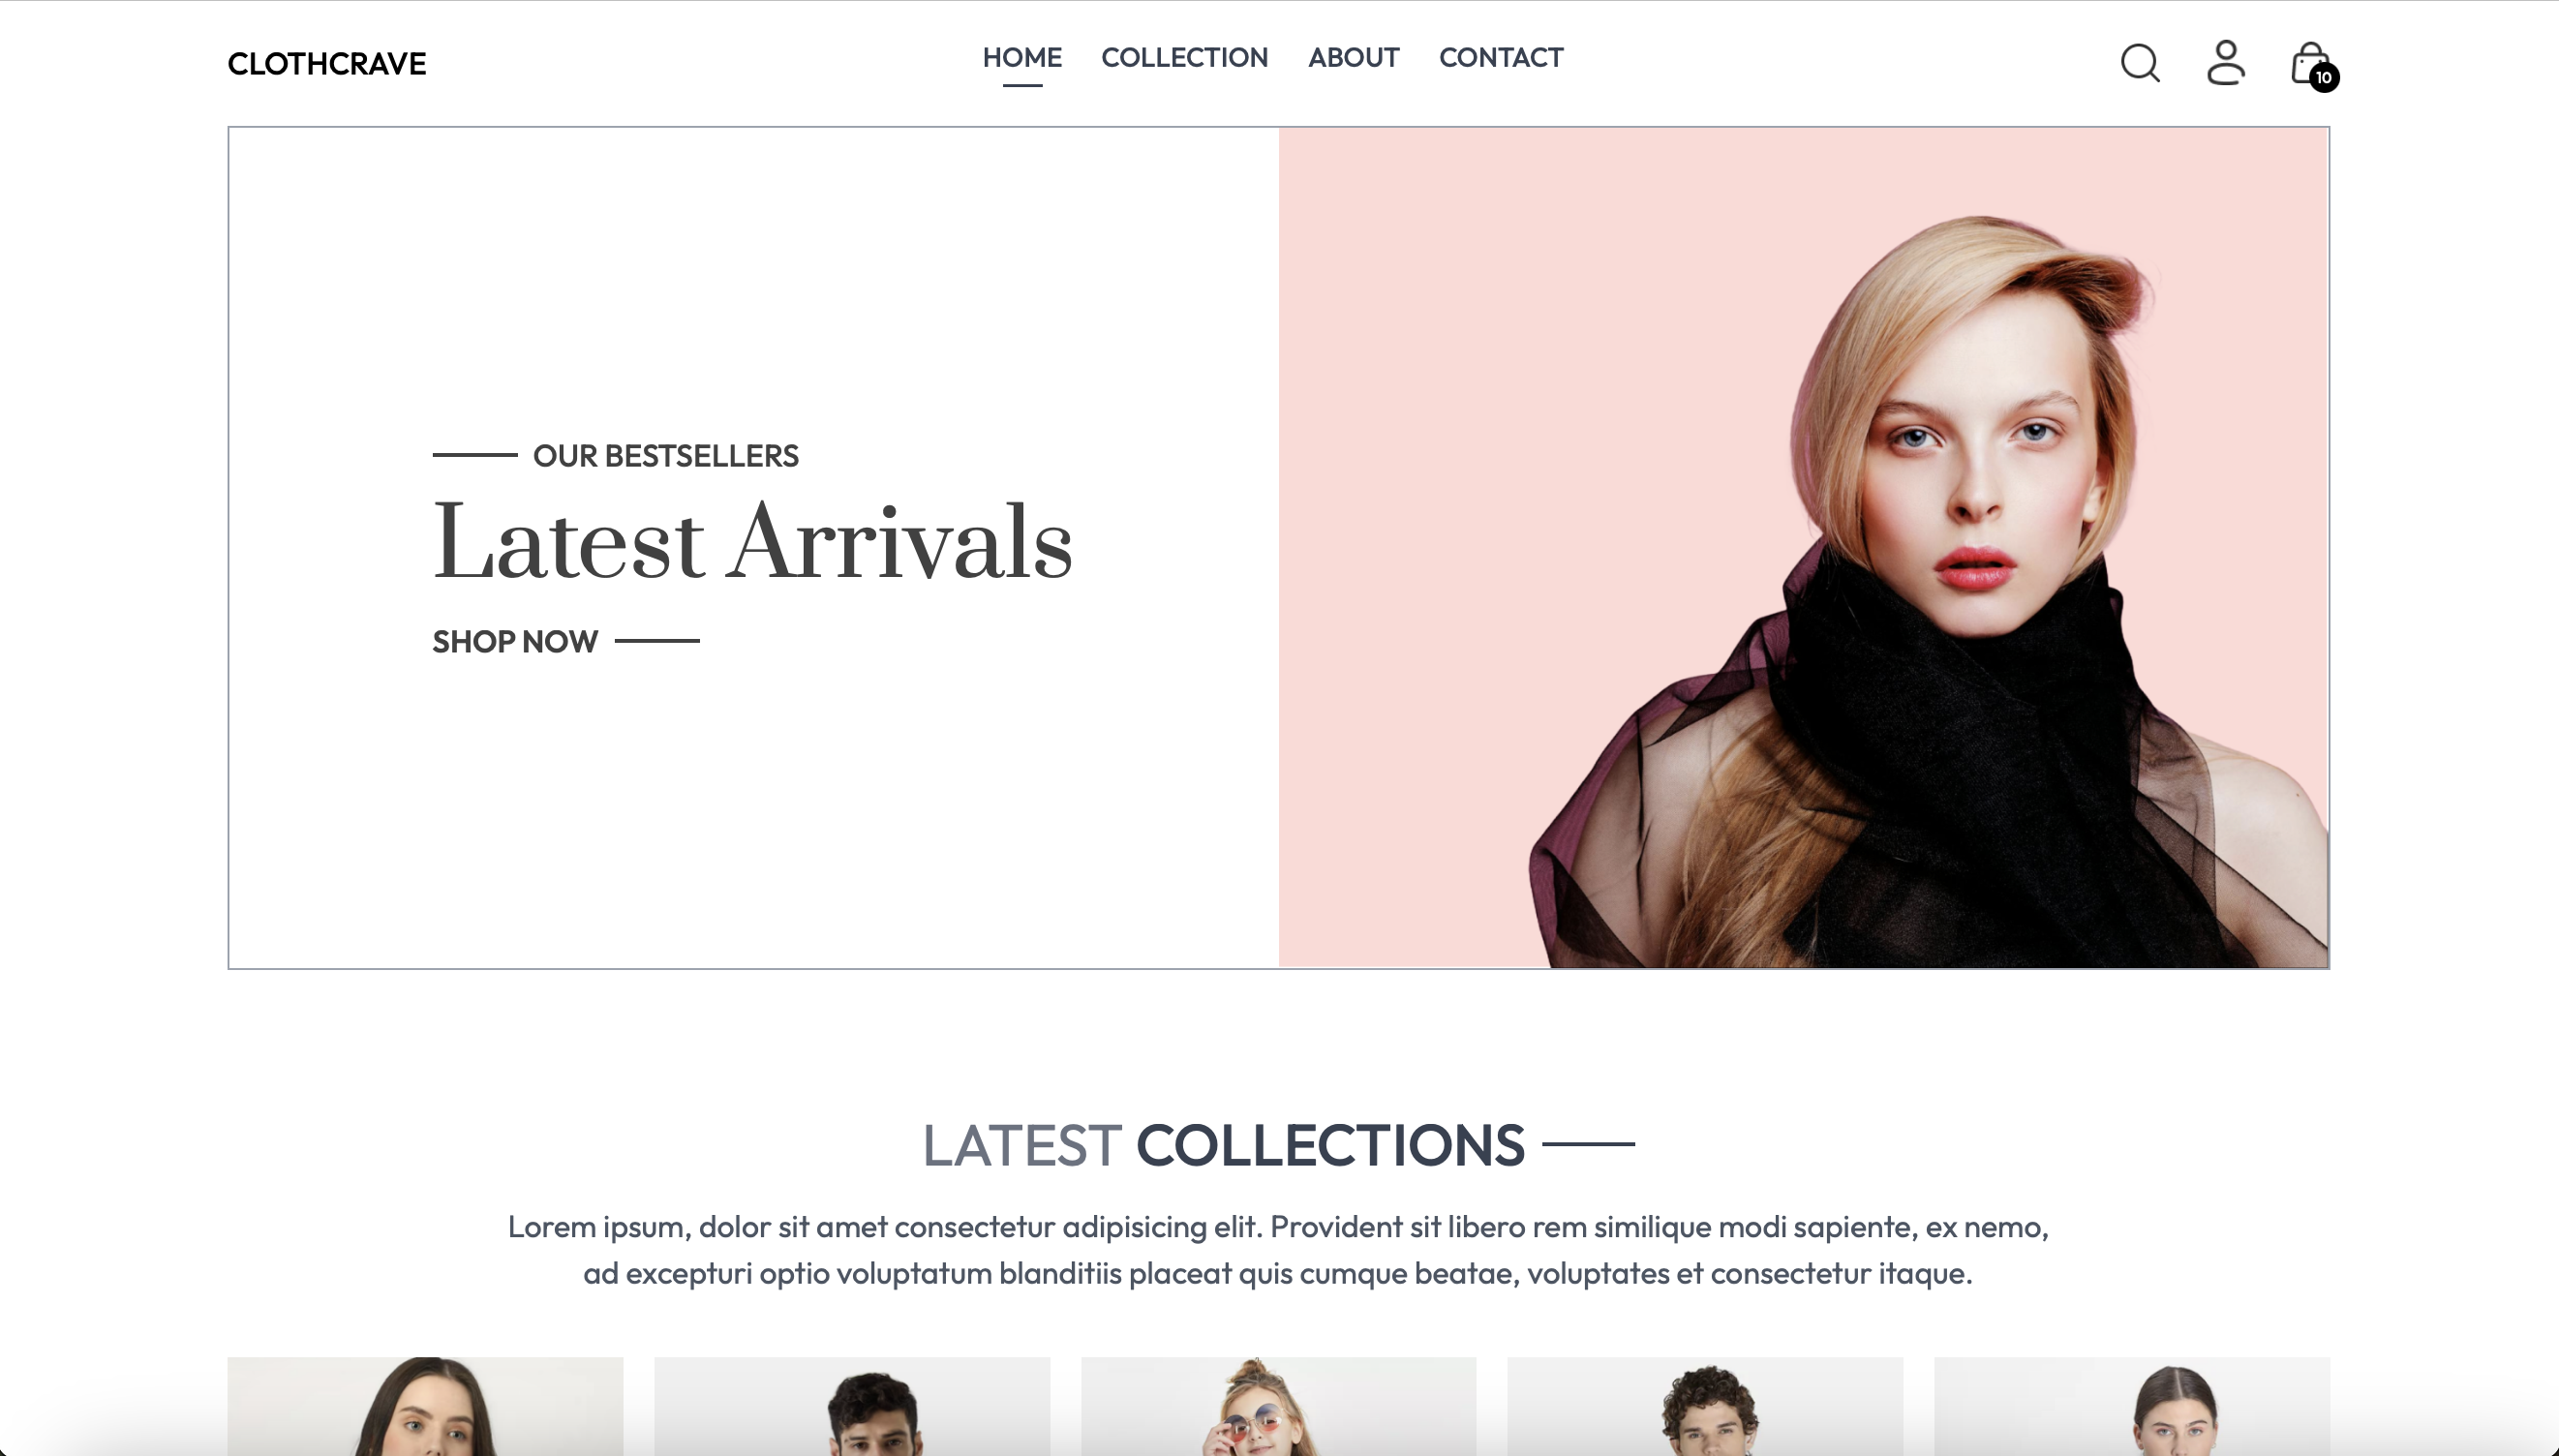 CLOTHCRAVE
HOME COLLECTION ABOUT CONTACT
10
OUR BESTSELLERS
Latest Arrivals
SHOP NOW
LATEST COLLECTIONS
Lorem ipsum, dolor sit amet consectetur adipisicing elit. Provident sit libero rem similique modi sapiente, ex nemo,
ad excepturi optio voluptatum blanditiis placeat quis cumque beatae, voluptates et consectetur itaque.